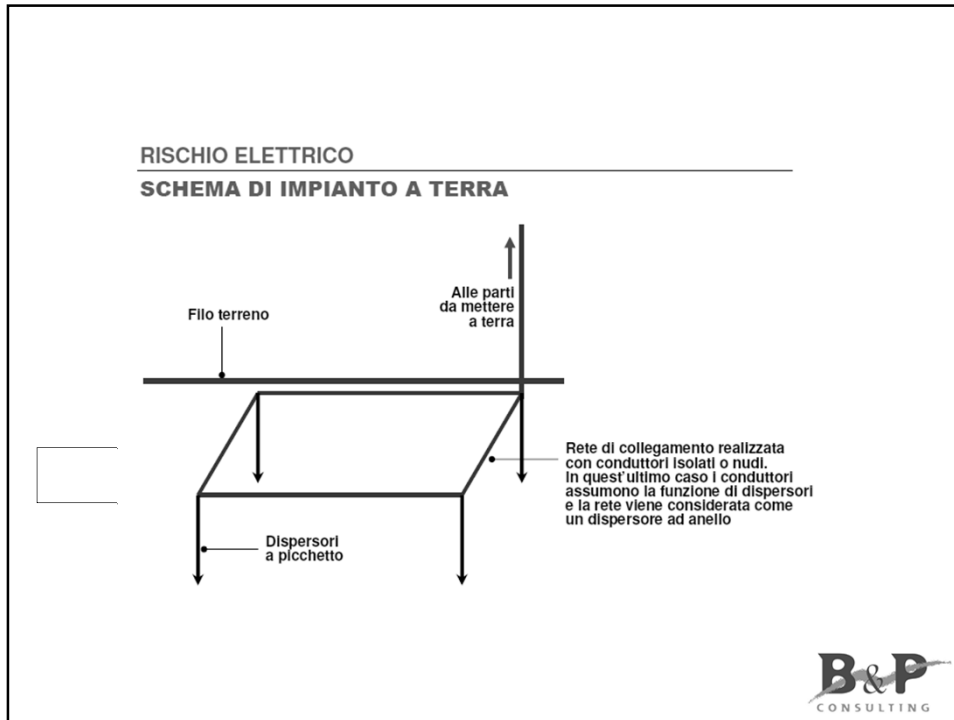 RISCHIO ELETTRICO
SCHEMA DI IMPIANTO A TERRA
Alle parti
da mettere
a terra
Filo terreno
Rete di collegamento realizzata
con conduttori isolati o nudi.
In quest'ultimo caso i conduttori
assumono la funzione di dispersori
e la rete viene considerata come
un dispersore ad anello
Dispersori
a picchetto
B&P
CONSULTING